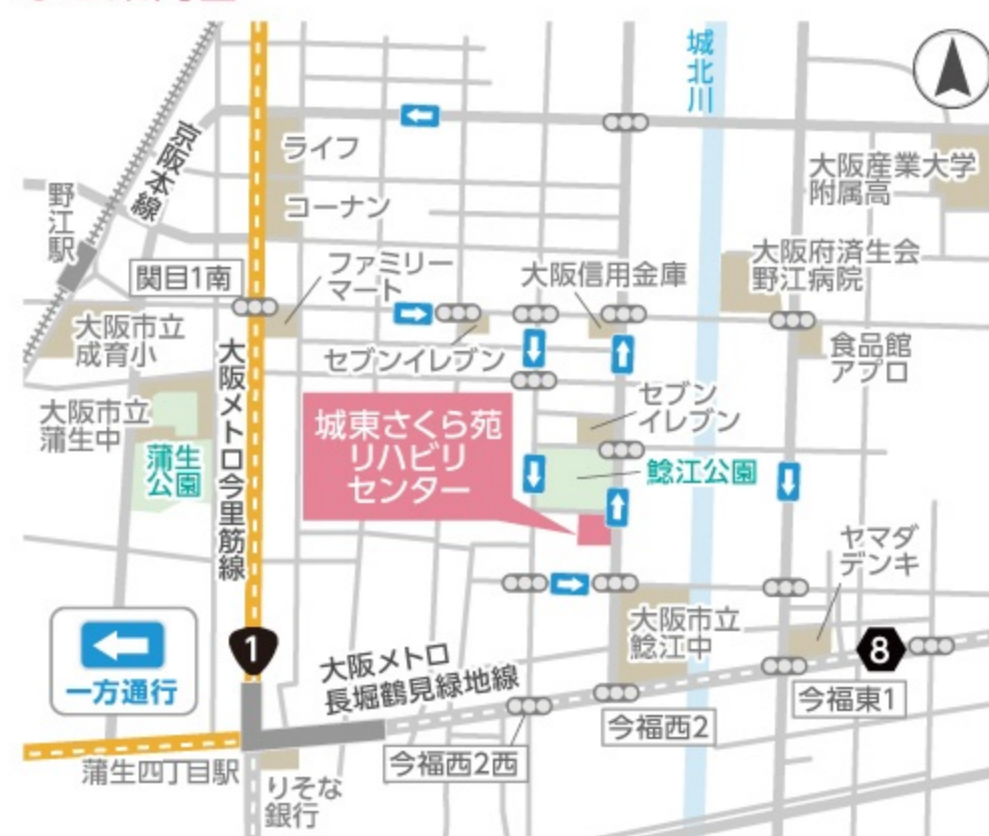 城北川
京阪本線
野江駅
ライフ
コーナン
大阪産業大学
附属高
関目1南
ファミリー
マート
大阪信用金庫
大阪府済生会
野江病院
大阪市立
成育小
セブンイレブン
食品館
アプロ
大阪メトロ今里筋線
大阪市立
蒲生中
蒲生
公園
城東さくら苑
リハビリ
センター
セブン
イレブン
鯰江公園
ヤマダ
デンキ
一方通行
1
大阪メトロ
長堀鶴見緑地線
大阪市立
鯰江中
8
今福東1
今福西2
今福西2西
蒲生四丁目駅
りそな
銀行